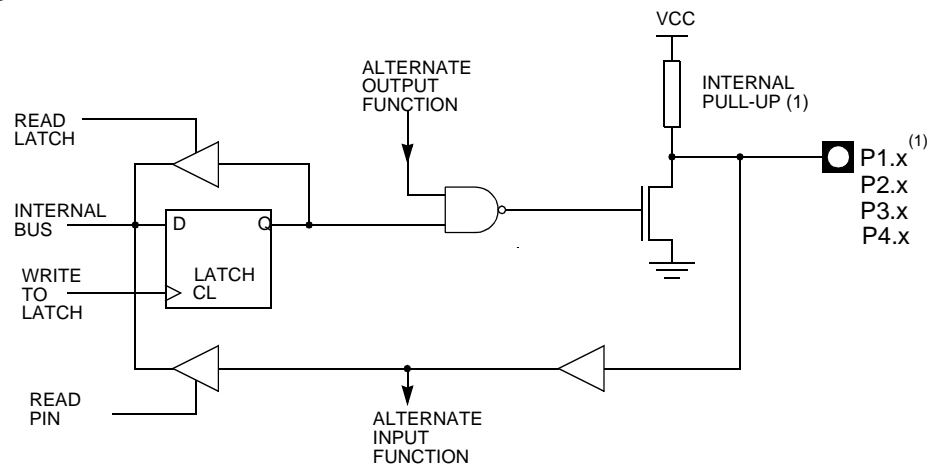 VCC
ALTERNATE
OUTPUT
FUNCTION
INTERNAL
PULL-UP (1)
READ
LATCH
P1.x(1)
P2.x
P3.x
P4.x
INTERNAL
BUS
D
Q
LATCH
CL
WRITE
TO
LATCH
READ
PIN
ALTERNATE
INPUT
FUNCTION